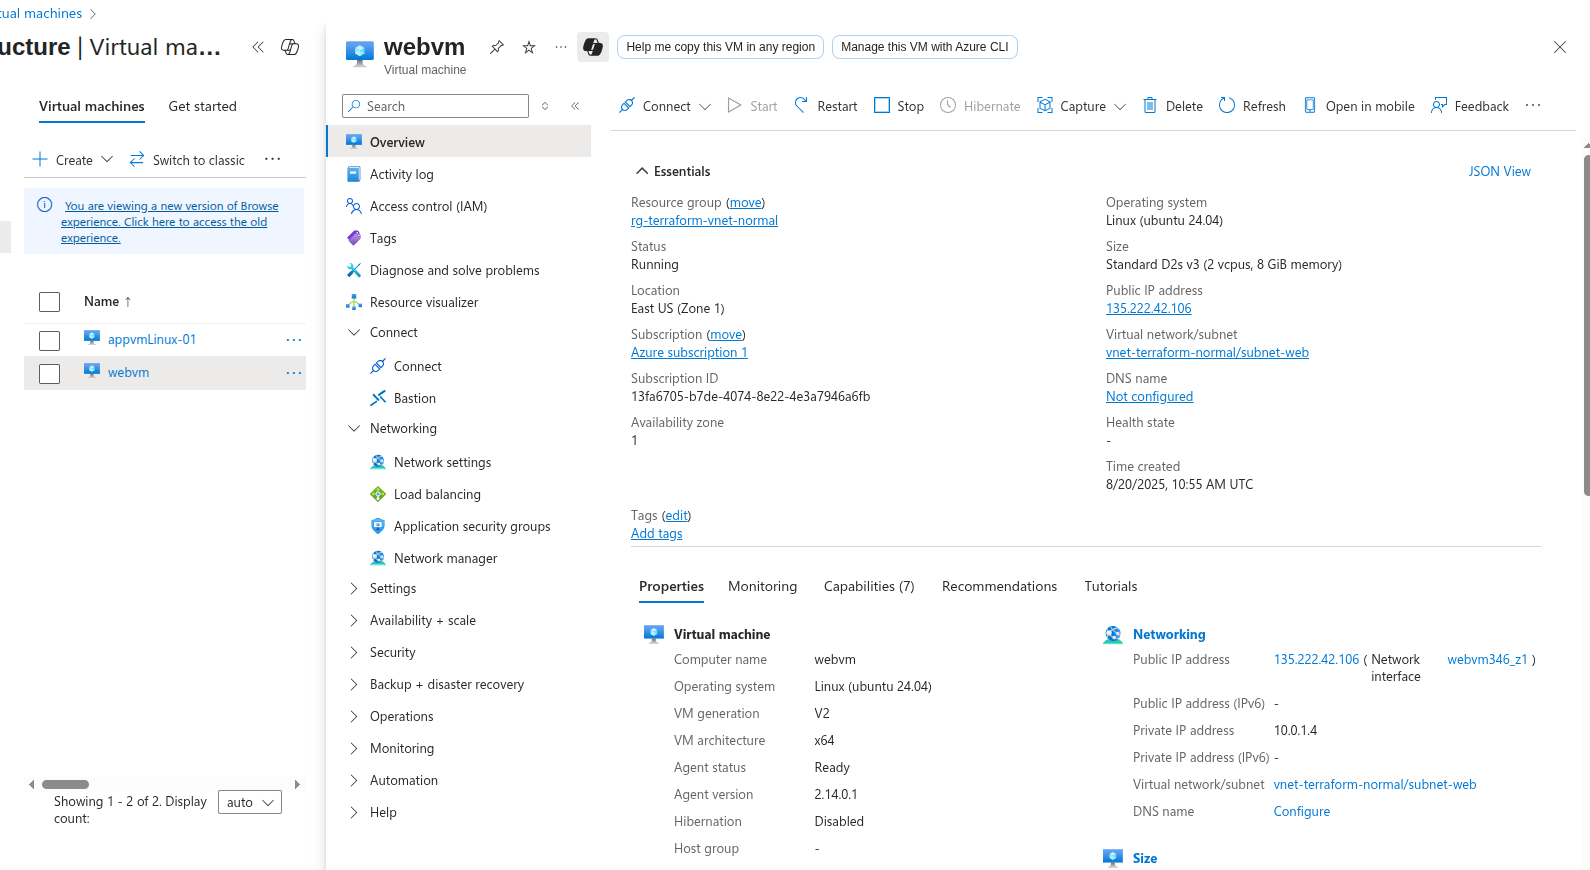 tual machines
ucture | Virtual ma...
Virtual machines
Get started
Create
Switch to classic
You are viewing a new version of Browse
experience. Click here to access the old
experience.
Name ↑
appvmLinux-01
webvm
Showing 1 - 2 of 2. Display
count:
auto
webvm
Virtual machine
Help me copy this VM in any region
Manage this VM with Azure CLI
Search
Overview
Activity log
Access control (IAM)
Tags
Diagnose and solve problems
Resource visualizer
Connect
Connect
Bastion
Networking
Network settings
Load balancing
Application security groups
Network manager
Settings
Availability + scale
Security
Backup + disaster recovery
Operations
Monitoring
Automation
Help
Connect
Start
Restart
Stop
Hibernate
Capture
Delete
Refresh
Open in mobile
Feedback
Essentials
JSON View
Resource group (move)
rg-terraform-vnet-normal
Status
Running
Location
East US (Zone 1)
Subscription (move)
Azure subscription 1
Subscription ID
13fa6705-b7de-4074-8e22-4e3a7946a6fb
Availability zone
1
Operating system
Linux (ubuntu 24.04)
Size
Standard D2s v3 (2 vcpus, 8 GiB memory)
Public IP address
135.222.42.106
Virtual network/subnet
vnet-terraform-normal/subnet-web
DNS name
Not configured
Health state
-
Time created
8/20/2025, 10:55 AM UTC
Tags (edit)
Add tags
Properties
Monitoring
Capabilities (7)
Recommendations
Tutorials
Virtual machine
Computer name webvm
Operating system Linux (ubuntu 24.04)
VM generation V2
VM architecture x64
Agent status Ready
Agent version 2.14.0.1
Hibernation Disabled
Host group -
Networking
Public IP address 135.222.42.106 ( Network webvm346_z1 )
interface
Public IP address (IPv6) -
Private IP address 10.0.1.4
Private IP address (IPv6) -
Virtual network/subnet vnet-terraform-normal/subnet-web
DNS name Configure
Size